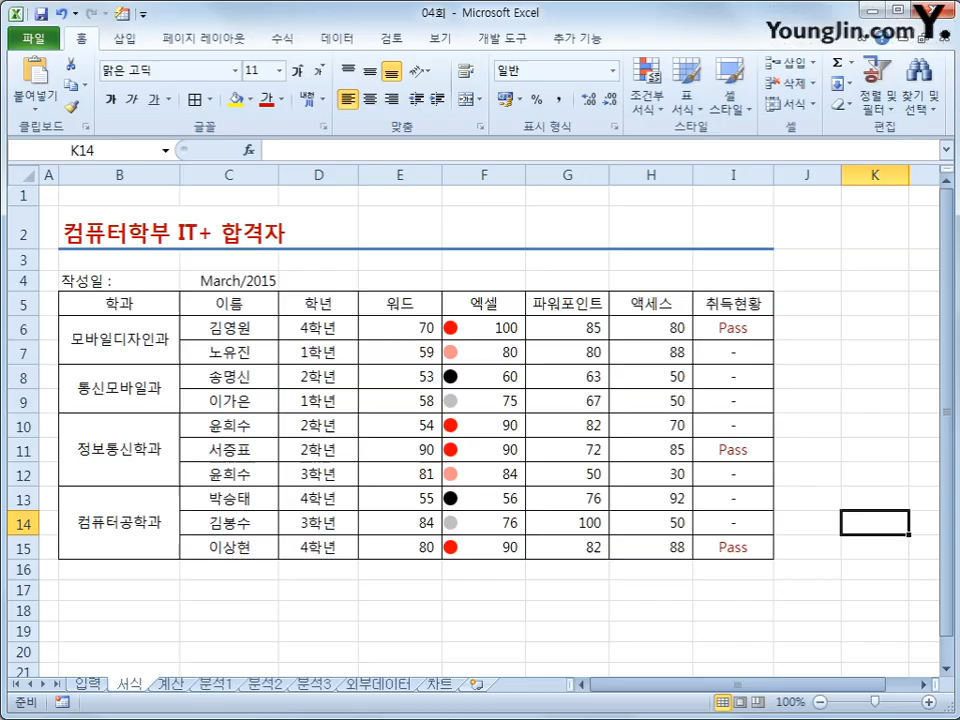 04회 - Microsoft Excel
YoungJin.com Y.
파일 홈 삽입 페이지 레이아웃 수식 데이터 검토 보기 개발 도구 추가 기능
붙여넣기 맑은 고딕 11 가 가 일반 조건부 서식 표 서식 셀 스타일 삽입 삭제 서식 Σ 정렬 및 필터 찾기 및 선택
가 가 가 가 % ,
클립보드 글꼴 맞춤 표시 형식 스타일 셀 편집
K14 fx
A B C D E F G H I J K
1
2 컴퓨터학부 IT+ 합격자
3
4 작성일 : March/2015
5 학과 이름 학년 워드 엑셀 파워포인트 액세스 취득현황
6 모바일디자인과 김영원 4학년 70 100 85 80 Pass
7 노유진 1학년 59 80 80 88 -
8 통신모바일과 송명신 2학년 53 60 63 50 -
9 이가은 1학년 58 75 67 50 -
10 정보통신학과 윤희수 2학년 54 90 82 70 -
11 서증표 2학년 90 90 72 85 Pass
12 윤희수 3학년 81 84 50 30 -
13 컴퓨터공학과 박승태 4학년 55 56 76 92 -
14 김봉수 3학년 84 76 100 50 -
15 이상현 4학년 80 90 82 88 Pass
16
17
18
19
20
21
입력 서식 계산 분석1 분석2 분석3 외부데이터 차트
준비 100%